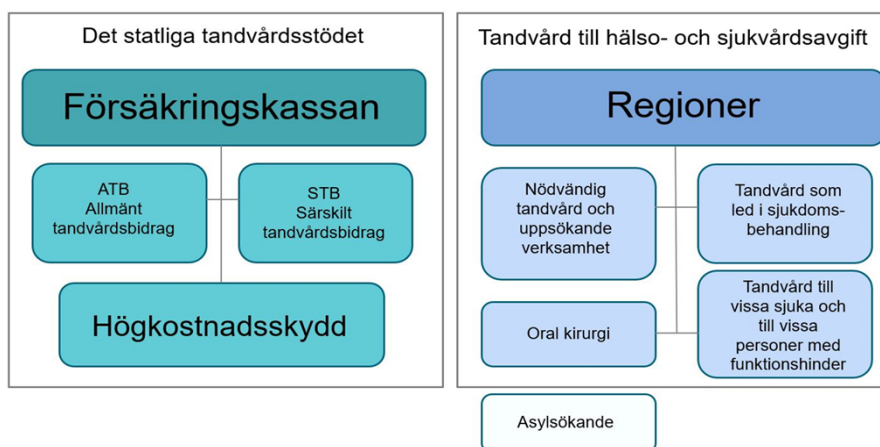 Det statliga tandvårdsstödet
Försäkringskassan
ATB
Allmänt
tandvårdsbidrag
STB
Särskilt
tandvårdsbidrag
Högkostnadsskydd
Tandvård till hälso- och sjukvårdsavgift
Regioner
Nödvändig
tandvård och
uppsökande
verksamhet
Tandvård som
led i sjukdoms-
behandling
Oral kirurgi
Tandvård till
vissa sjuka och
till vissa
personer med
funktionshinder
Asylsökande